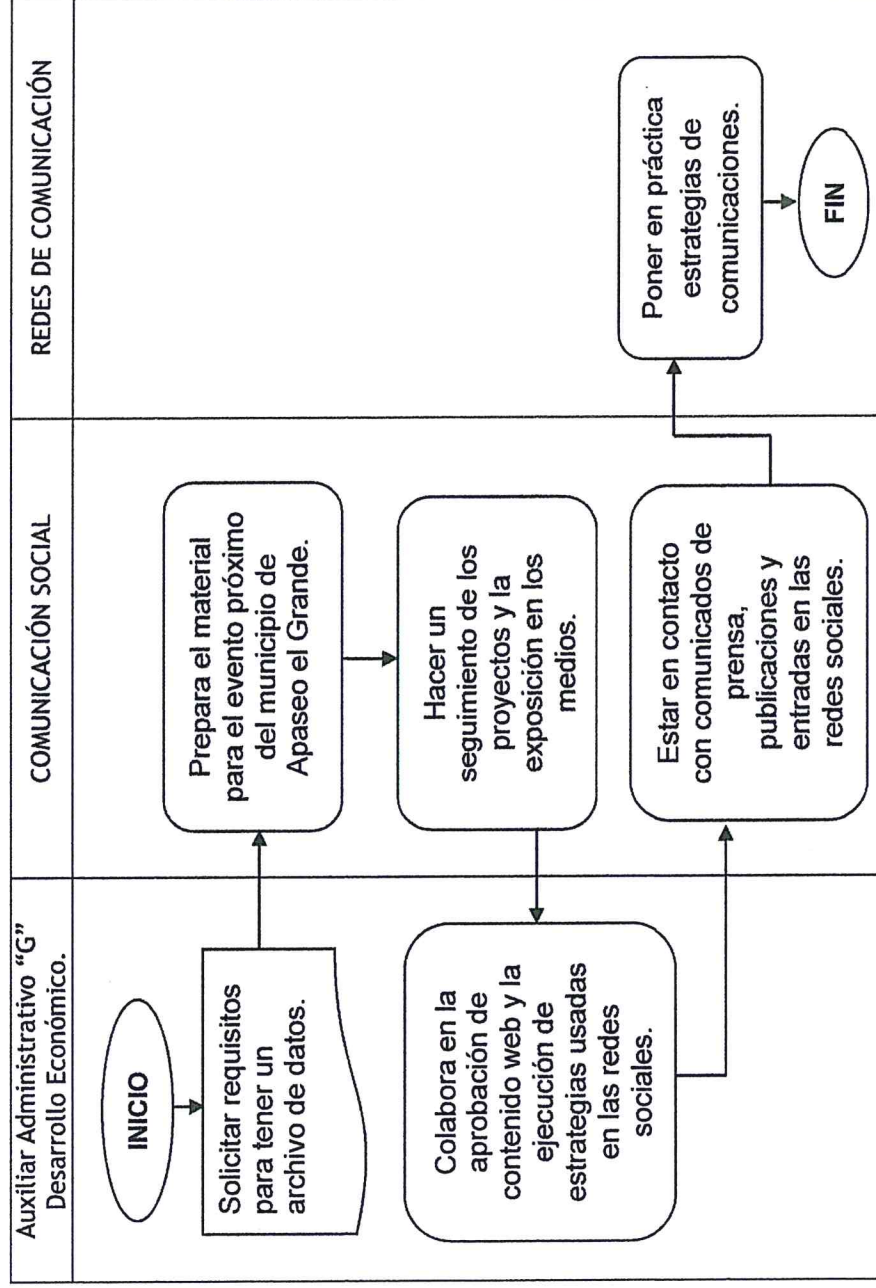 Auxiliar Administrativo “G”
Desarrollo Económico.
COMUNICACIÓN SOCIAL
REDES DE COMUNICACIÓN
INICIO
Solicitar requisitos
para tener un
archivo de datos.
Prepara el material
para el evento próximo
del municipio de
Apaseo el Grande.
Hacer un
seguimiento de los
proyectos y la
exposición en los
medios.
Colabora en la
aprobación de
contenido web y la
ejecución de
estrategias usadas
en las redes
sociales.
Estar en contacto
con comunicados de
prensa,
publicaciones y
entradas en las
redes sociales.
Poner en práctica
estrategias de
comunicaciones.
FIN